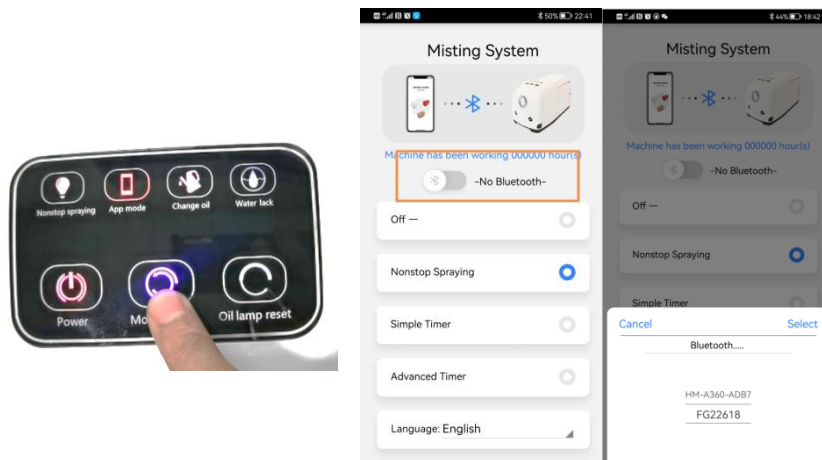 Nonstop spraying
App mode
Change oil
Water lack
Power
Mo
Oil lamp reset
50% 22:41
Misting System
Machine has been working 000000 hour(s)
-No Bluetooth-
Off —
Nonstop Spraying
Simple Timer
Advanced Timer
Language: English
44% 18:42
Misting System
Machine has been working 000000 hour(s)
-No Bluetooth-
Off —
Nonstop Spraying
Simple Timer
Cancel
Select
Bluetooth.....
HM-A360-ADB7
FG22618